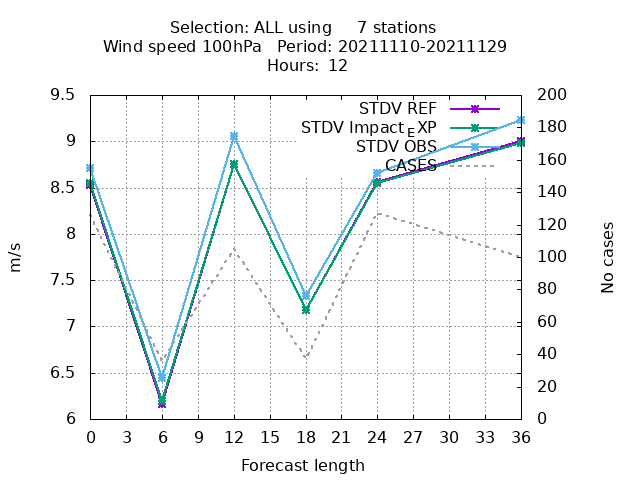 Selection: ALL using     7 stations
Wind speed 100hPa   Period: 20211110-20211129
Hours:  12
STDV REF
STDV Impact_EXP
STDV OBS
CASES
9.5
9
8.5
8
7.5
7
6.5
6
200
180
160
140
120
100
80
60
40
20
0
m/s
No cases
0 3 6 9 12 15 18 21 24 27 30 33 36
Forecast length